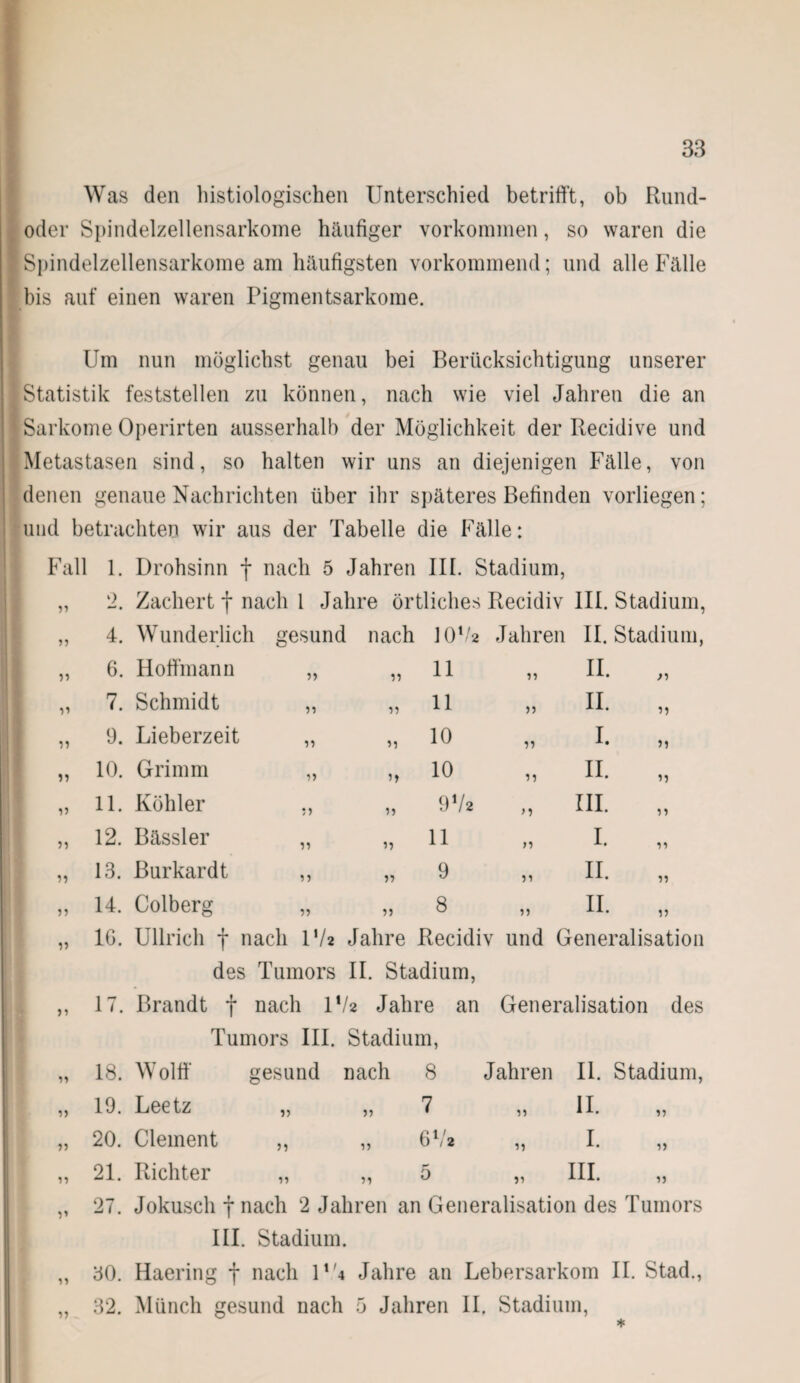 33
Was den histiologischen Unterschied betrifft, ob Rund-
oder Spindelzellensarkome häufiger vorkommen, so waren die
Spindelzellensarkome am häufigsten vorkommend; und alle Fälle
bis auf einen waren Pigmentsarkome.
Um nun möglichst genau bei Berücksichtigung unserer
Statistik feststellen zu können, nach wie viel Jahren die an
Sarkome Operirten ausserhalb der Möglichkeit der Recidive und
Metastasen sind, so halten wir uns an diejenigen Fälle, von
denen genaue Nachrichten über ihr späteres Befinden vorliegen;
und betrachten wir aus der Tabelle die Fälle:
Fall 1. Drohsinn † nach 5 Jahren III. Stadium,
„ 2. Zachert † nach 1 Jahre örtliches Recidiv III. Stadium,
„ 4. Wunderlich gesund nach 10½ Jahren II. Stadium,
„ 6. Hoffmann „ „ 11 „ II. „
„ 7. Schmidt „ „ 11 „ II. „
„ 9. Lieberzeit „ „ 10 „ I. „
„ 10. Grimm „ „ 10 „ II. „
„ 11. Köhler „ „ 9½ „ III. „
„ 12. Bässler „ „ 11 „ I. „
„ 13. Burkardt „ „ 9 „ II. „
„ 14. Colberg „ „ 8 „ II. „
„ 16. Ullrich † nach 1½ Jahre Recidiv und Generalisation
des Tumors II. Stadium,
„ 17. Brandt † nach 1½ Jahre an Generalisation des
Tumors III. Stadium,
„ 18. Wolff gesund nach 8 Jahren II. Stadium,
„ 19. Leetz „ „ 7 „ II. „
„ 20. Clement „ „ 6½ „ I. „
„ 21. Richter „ „ 5 „ III. „
„ 27. Jokusch † nach 2 Jahren an Generalisation des Tumors
III. Stadium.
„ 30. Haering † nach 1¼ Jahre an Lebersarkom II. Stad.,
„ 32. Münch gesund nach 5 Jahren II. Stadium,
*